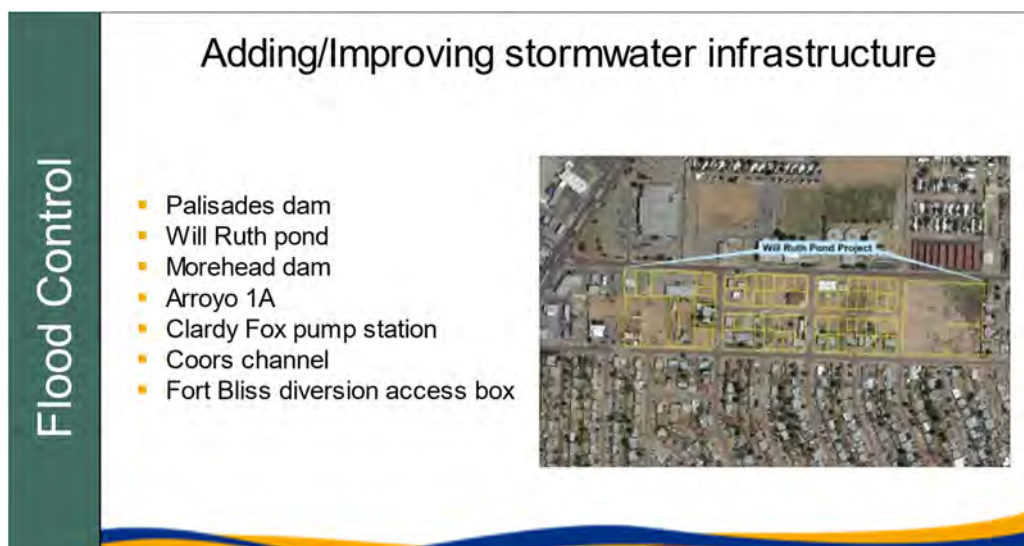 Adding/Improving stormwater infrastructure
Flood Control
Palisades dam
Will Ruth pond
Morehead dam
Arroyo 1A
Clardy Fox pump station
Coors channel
Fort Bliss diversion access box
Will Ruth Pond Project